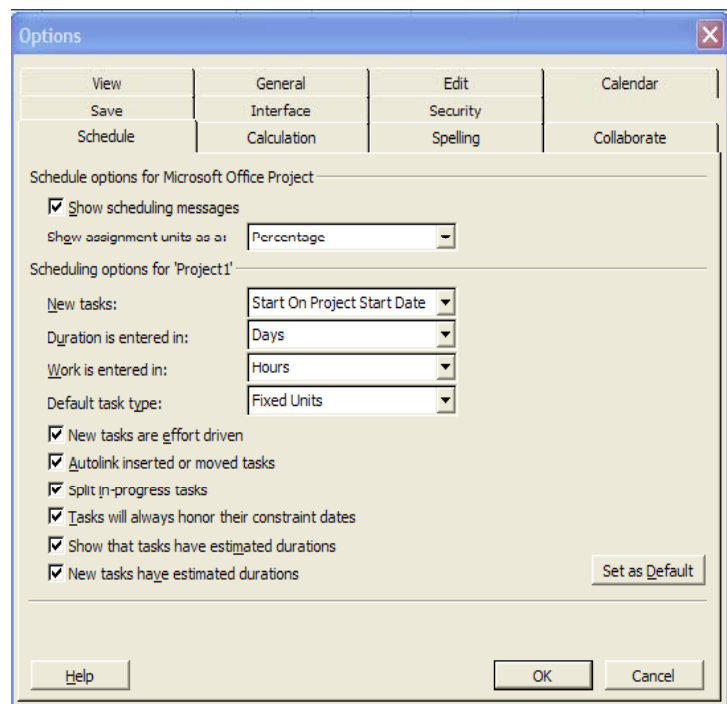 Options
View General Edit Calendar
Save Interface Security
Schedule Calculation Spelling Collaborate
Schedule options for Microsoft Office Project
Show scheduling messages
Show assignment units as a: Percentage
Scheduling options for 'Project1'
New tasks: Start On Project Start Date
Duration is entered in: Days
Work is entered in: Hours
Default task type: Fixed Units
New tasks are effort driven
Autolink inserted or moved tasks
Split in-progress tasks
Tasks will always honor their constraint dates
Show that tasks have estimated durations
New tasks have estimated durations
Set as Default
Help OK Cancel